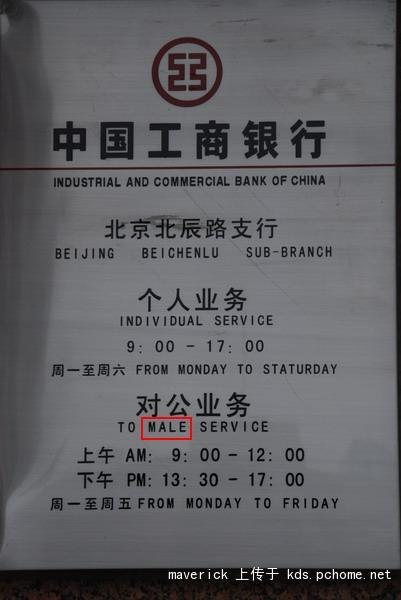 中国工商银行
INDUSTRIAL AND COMMERCIAL BANK OF CHINA
北京北辰路支行
BEIJING BEICHENLU SUB-BRANCH
个人业务
INDIVIDUAL SERVICE
9: 00 - 17: 00
周一至周六 FROM MONDAY TO STATURDAY
对公业务
TO MALE SERVICE
上午 AM: 9: 00 - 12: 00
下午 PM: 13: 30 - 17: 00
周一至周五 FROM MONDAY TO FRIDAY
maverick 上传于 kds.pchome.net